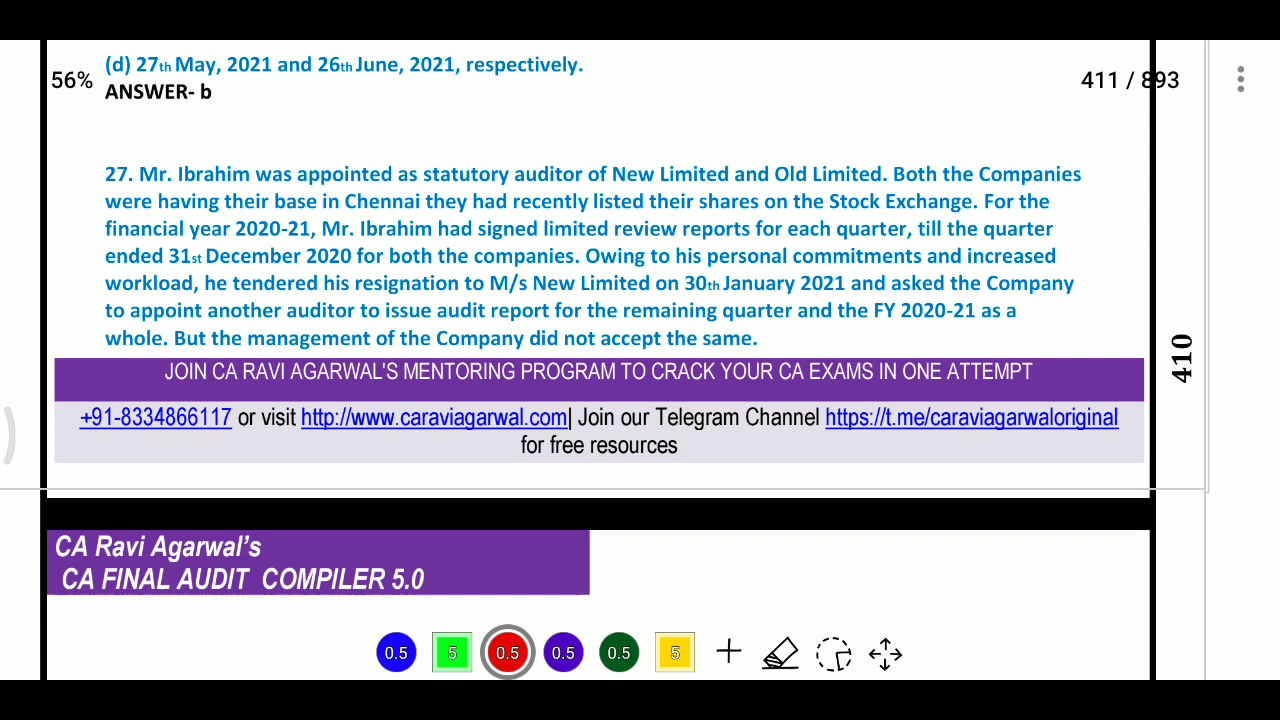 (d) 27th May, 2021 and 26th June, 2021, respectively.
56%
411 / 893
ANSWER- b
27. Mr. Ibrahim was appointed as statutory auditor of New Limited and Old Limited. Both the Companies
were having their base in Chennai they had recently listed their shares on the Stock Exchange. For the
financial year 2020-21, Mr. Ibrahim had signed limited review reports for each quarter, till the quarter
ended 31st December 2020 for both the companies. Owing to his personal commitments and increased
workload, he tendered his resignation to M/s New Limited on 30th January 2021 and asked the Company
to appoint another auditor to issue audit report for the remaining quarter and the FY 2020-21 as a
whole. But the management of the Company did not accept the same.
410
JOIN CA RAVI AGARWAL'S MENTORING PROGRAM TO CRACK YOUR CA EXAMS IN ONE ATTEMPT
+91-8334866117 or visit http://www.caraviagarwal.com| Join our Telegram Channel https://t.me/caraviagarwaloriginal
for free resources
CA Ravi Agarwal's
CA FINAL AUDIT COMPILER 5.0
0.5 5 0.5 0.5 0.5 5